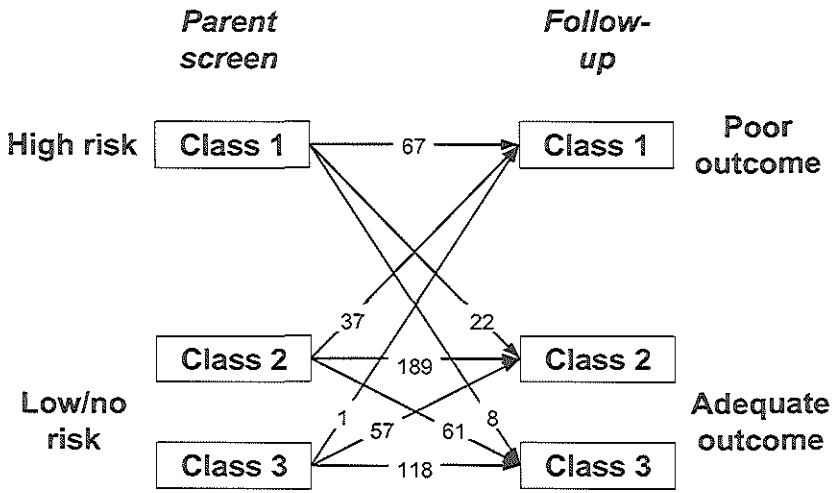 Parent
screen
Follow-
up
High risk
Class 1
67
Class 1
Poor
outcome
37
22
Class 2
189
Class 2
Low/no
risk
1
57
61
8
Adequate
outcome
Class 3
118
Class 3